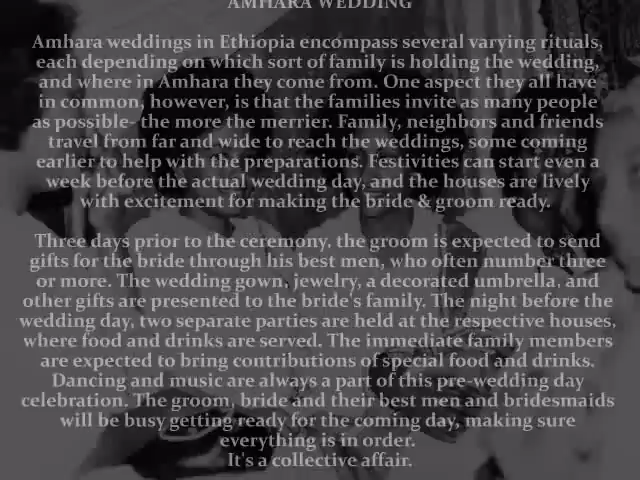 AMHARA WEDDING
Amhara weddings in Ethiopia encompass several varying rituals,
each depending on which sort of family is holding the wedding,
and where in Amhara they come from. One aspect they all have
in common, however, is that the families invite as many people
as possible- the more the merrier. Family, neighbors and friends
travel from far and wide to reach the weddings, some coming
earlier to help with the preparations. Festivities can start even a
week before the actual wedding day, and the houses are lively
with excitement for making the bride & groom ready.
Three days prior to the ceremony, the groom is expected to send
gifts for the bride through his best men, who often number three
or more. The wedding gown, jewelry, a decorated umbrella, and
other gifts are presented to the bride's family. The night before the
wedding day, two separate parties are held at the respective houses,
where food and drinks are served. The immediate family members
are expected to bring contributions of special food and drinks.
Dancing and music are always a part of this pre-wedding day
celebration. The groom, bride and their best men and bridesmaids
will be busy getting ready for the coming day, making sure
everything is in order.
It's a collective affair.